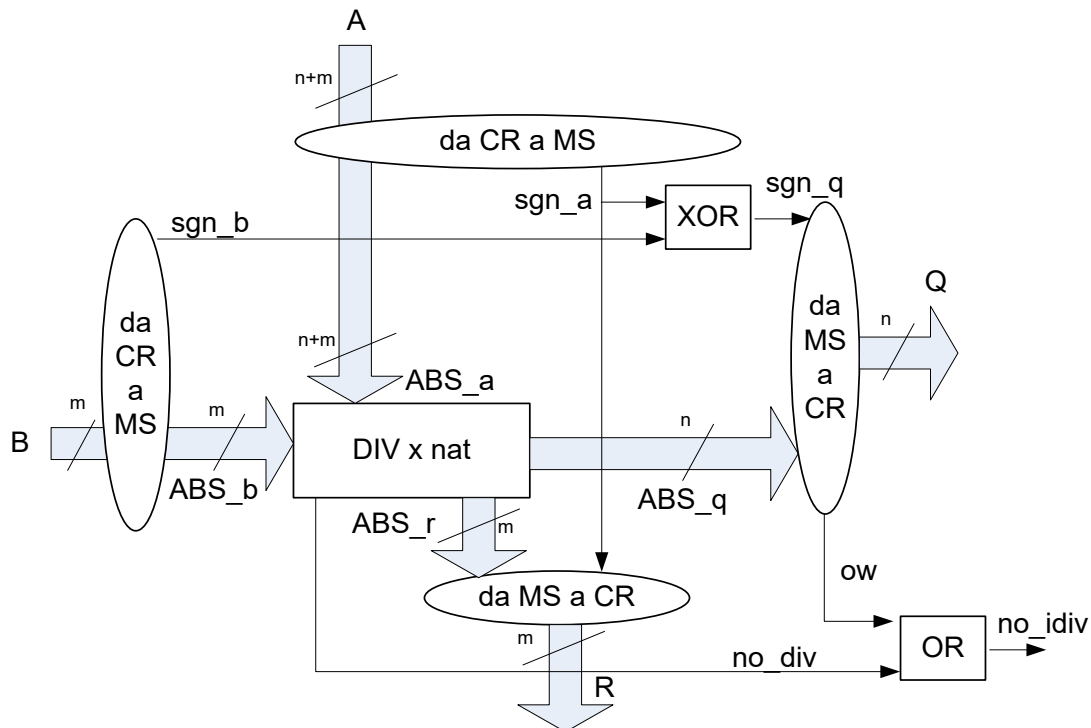 A
n+m
da CR a MS
sgn_a
XOR
sgn_q
sgn_b
da
CR
a
MS
da
MS
a
CR
Q
n
n+m
ABS_a
B
m
m
ABS_b
DIV x nat
n
ABS_q
ABS_r
m
da MS a CR
ow
m
R
no_div
OR
no_idiv